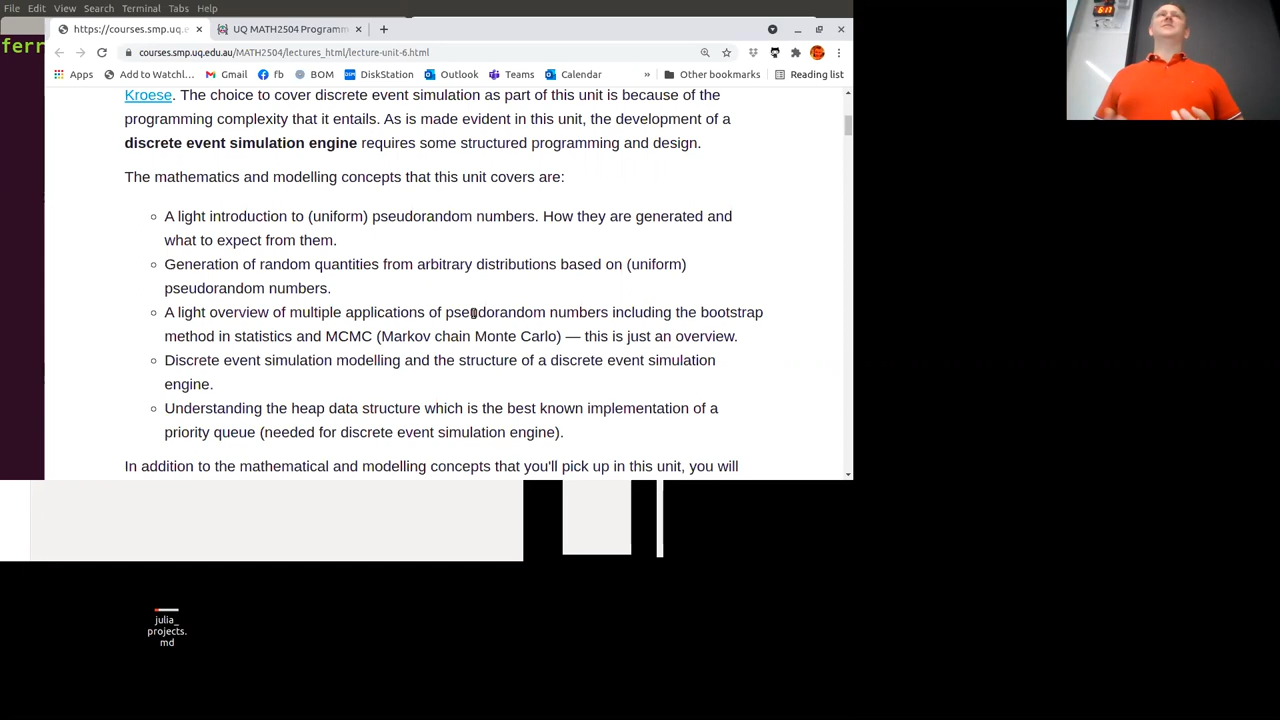 File Edit View Search Terminal Tabs Help
https://courses.smp.uq.e
UQ MATH2504 Programm
ferr
courses.smp.uq.edu.au/MATH2504/lectures_html/lecture-unit-6.html
Apps Add to Watchl... Gmail fb BOM DiskStation Outlook Teams Calendar » Other bookmarks Reading list
Kroese. The choice to cover discrete event simulation as part of this unit is because of the
programming complexity that it entails. As is made evident in this unit, the development of a
discrete event simulation engine requires some structured programming and design.
The mathematics and modelling concepts that this unit covers are:
A light introduction to (uniform) pseudorandom numbers. How they are generated and
what to expect from them.
Generation of random quantities from arbitrary distributions based on (uniform)
pseudorandom numbers.
A light overview of multiple applications of pseudorandom numbers including the bootstrap
method in statistics and MCMC (Markov chain Monte Carlo) — this is just an overview.
Discrete event simulation modelling and the structure of a discrete event simulation
engine.
Understanding the heap data structure which is the best known implementation of a
priority queue (needed for discrete event simulation engine).
In addition to the mathematical and modelling concepts that you'll pick up in this unit, you will
julia_
projects.
md